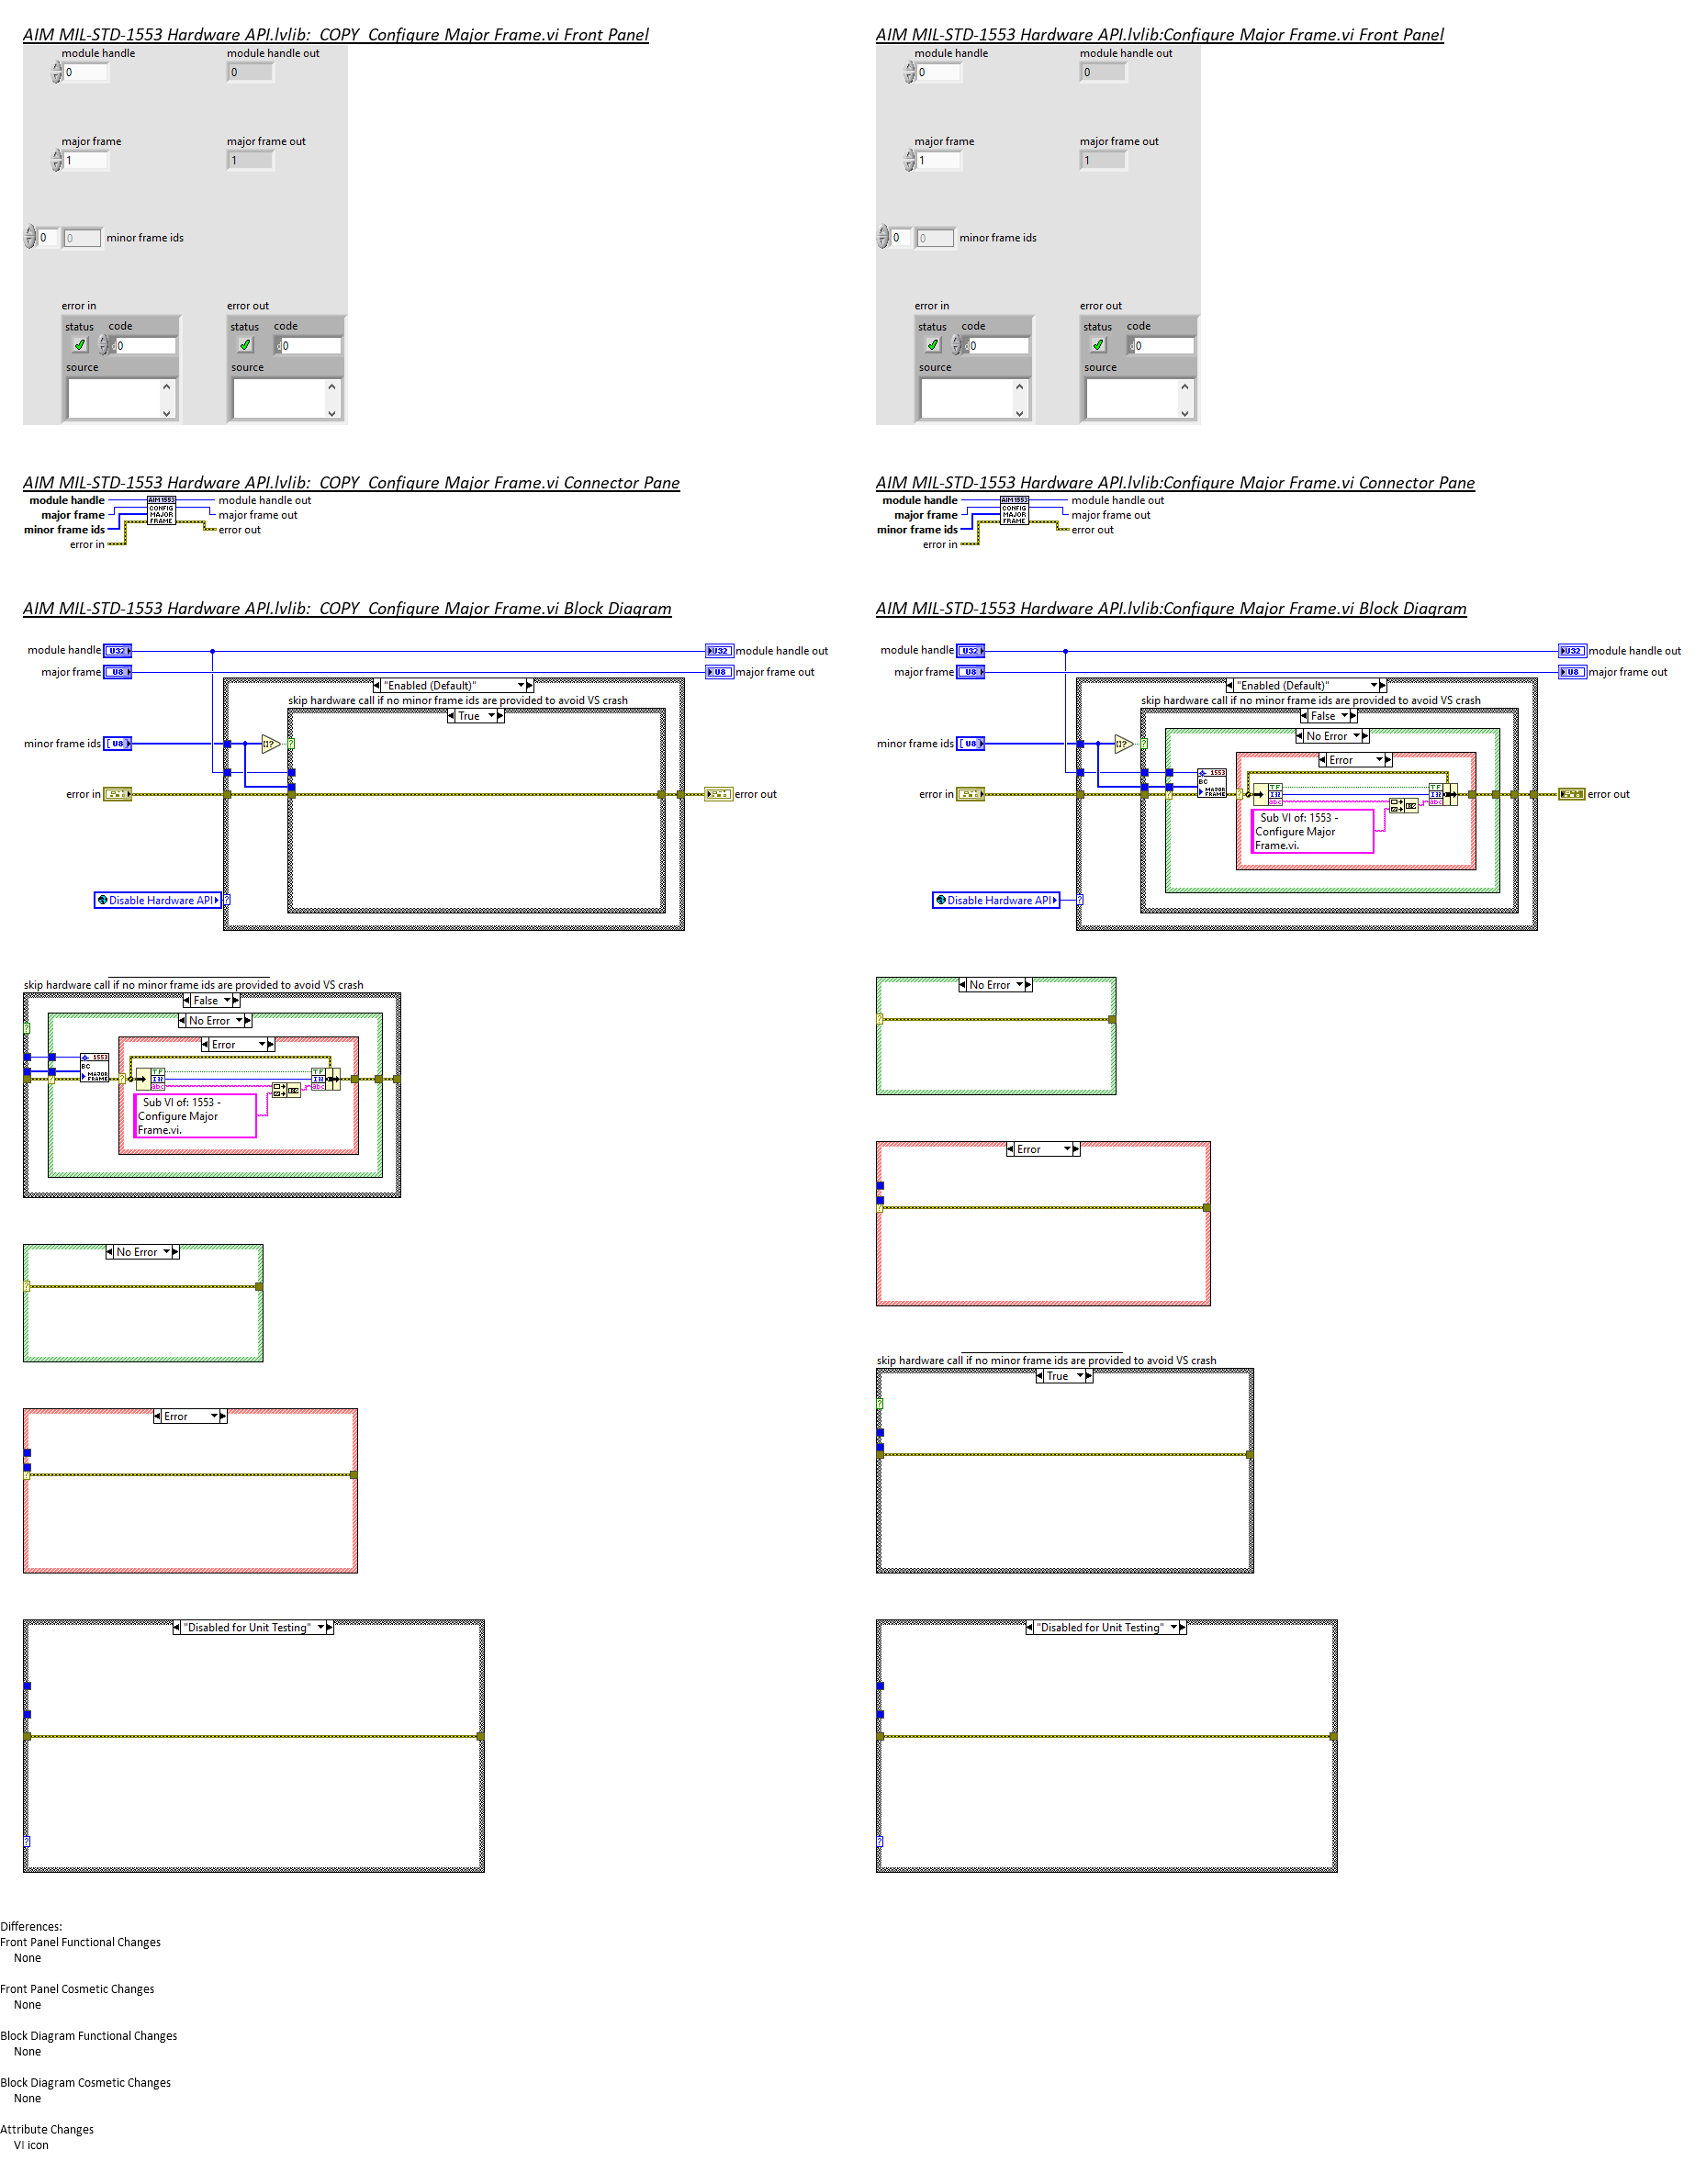 AIM MIL-STD-1553 Hardware API.lvlib:  COPY  Configure Major Frame.vi Front Panel
module handle
module handle out
0
0
major frame
major frame out
1
1
0
0
minor frame ids
error in
error out
status
code
status
code
0
0
source
source
AIM MIL-STD-1553 Hardware API.lvlib:  COPY  Configure Major Frame.vi Connector Pane
module handle
AIM1553
module handle out
major frame
CONFIG
major frame out
minor frame ids
MAJOR
FRAME
error out
error in
AIM MIL-STD-1553 Hardware API.lvlib:  COPY  Configure Major Frame.vi Block Diagram
module handle
U32
U32
module handle out
major frame
U8
U8
major frame out
"Enabled (Default)"
skip hardware call if no minor frame ids are provided to avoid VS crash
True
minor frame ids
[U8]
[]?
?
error in
error out
Disable Hardware API
?
skip hardware call if no minor frame ids are provided to avoid VS crash
False
No Error
?
Error
1553
BC
MAJOR
FRAME
TF
abc
TF
abc
Sub VI of: 1553 -
Configure Major
Frame.vi.
No Error
?
Error
?
"Disabled for Unit Testing"
?
AIM MIL-STD-1553 Hardware API.lvlib:Configure Major Frame.vi Front Panel
module handle
module handle out
0
0
major frame
major frame out
1
1
0
0
minor frame ids
error in
error out
status
code
status
code
0
0
source
source
AIM MIL-STD-1553 Hardware API.lvlib:Configure Major Frame.vi Connector Pane
module handle
AIM1553
module handle out
major frame
CONFIG
major frame out
minor frame ids
MAJOR
FRAME
error out
error in
AIM MIL-STD-1553 Hardware API.lvlib:Configure Major Frame.vi Block Diagram
module handle
U32
U32
module handle out
major frame
U8
U8
major frame out
"Enabled (Default)"
skip hardware call if no minor frame ids are provided to avoid VS crash
False
No Error
minor frame ids
[U8]
[]?
?
Error
1553
BC
MAJOR
FRAME
TF
abc
TF
abc
error in
error out
Sub VI of: 1553 -
Configure Major
Frame.vi.
Disable Hardware API
?
No Error
?
Error
?
skip hardware call if no minor frame ids are provided to avoid VS crash
True
?
"Disabled for Unit Testing"
?
Differences:
Front Panel Functional Changes
None
Front Panel Cosmetic Changes
None
Block Diagram Functional Changes
None
Block Diagram Cosmetic Changes
None
Attribute Changes
VI icon